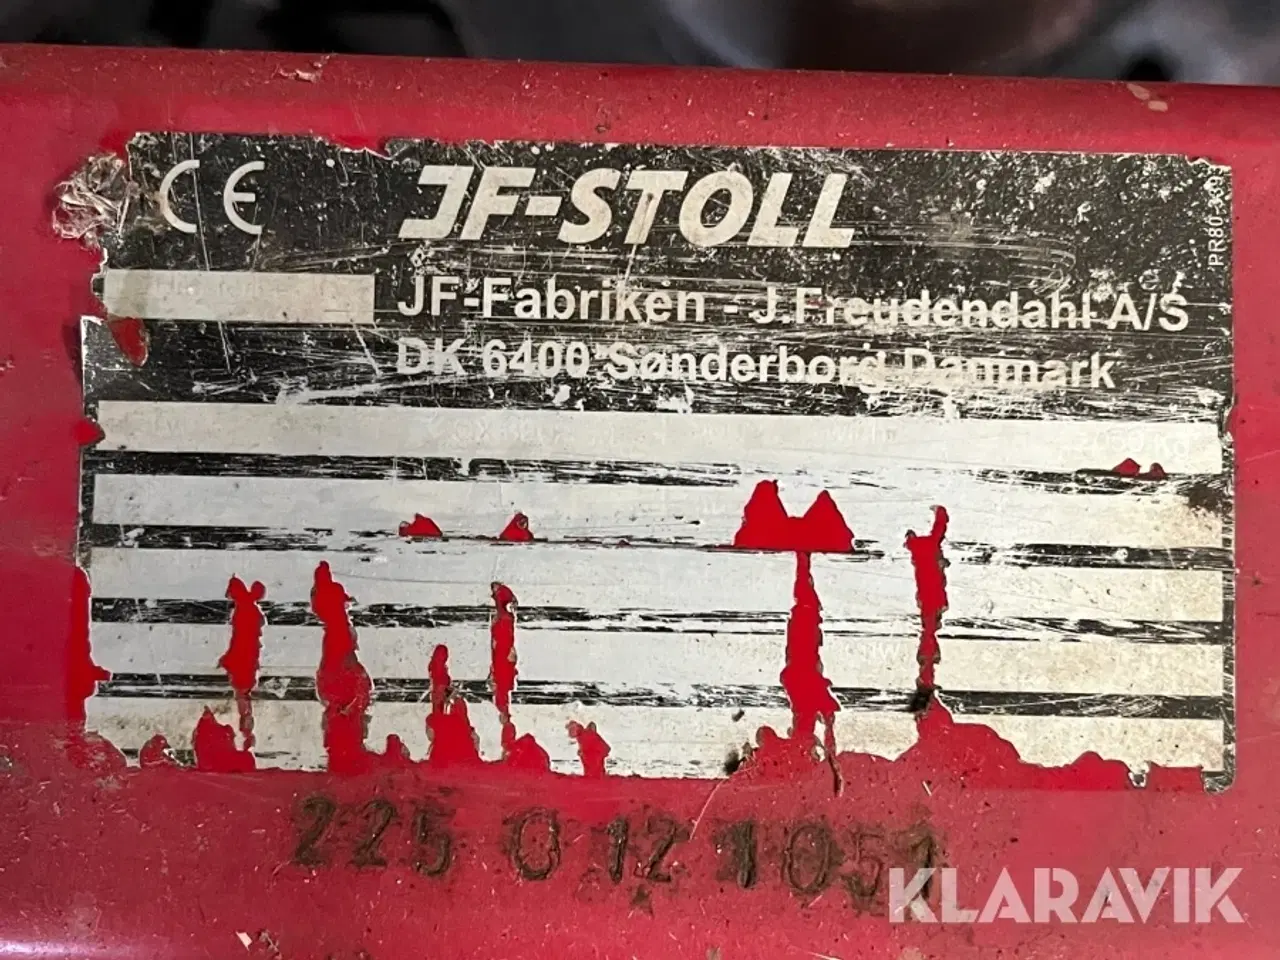 CE JF-STOLL
JF-Fabriken - J.Freudendahl A/S
DK 6400 Sønderborg Danmark
225 0 12 1051
KLARAVIK